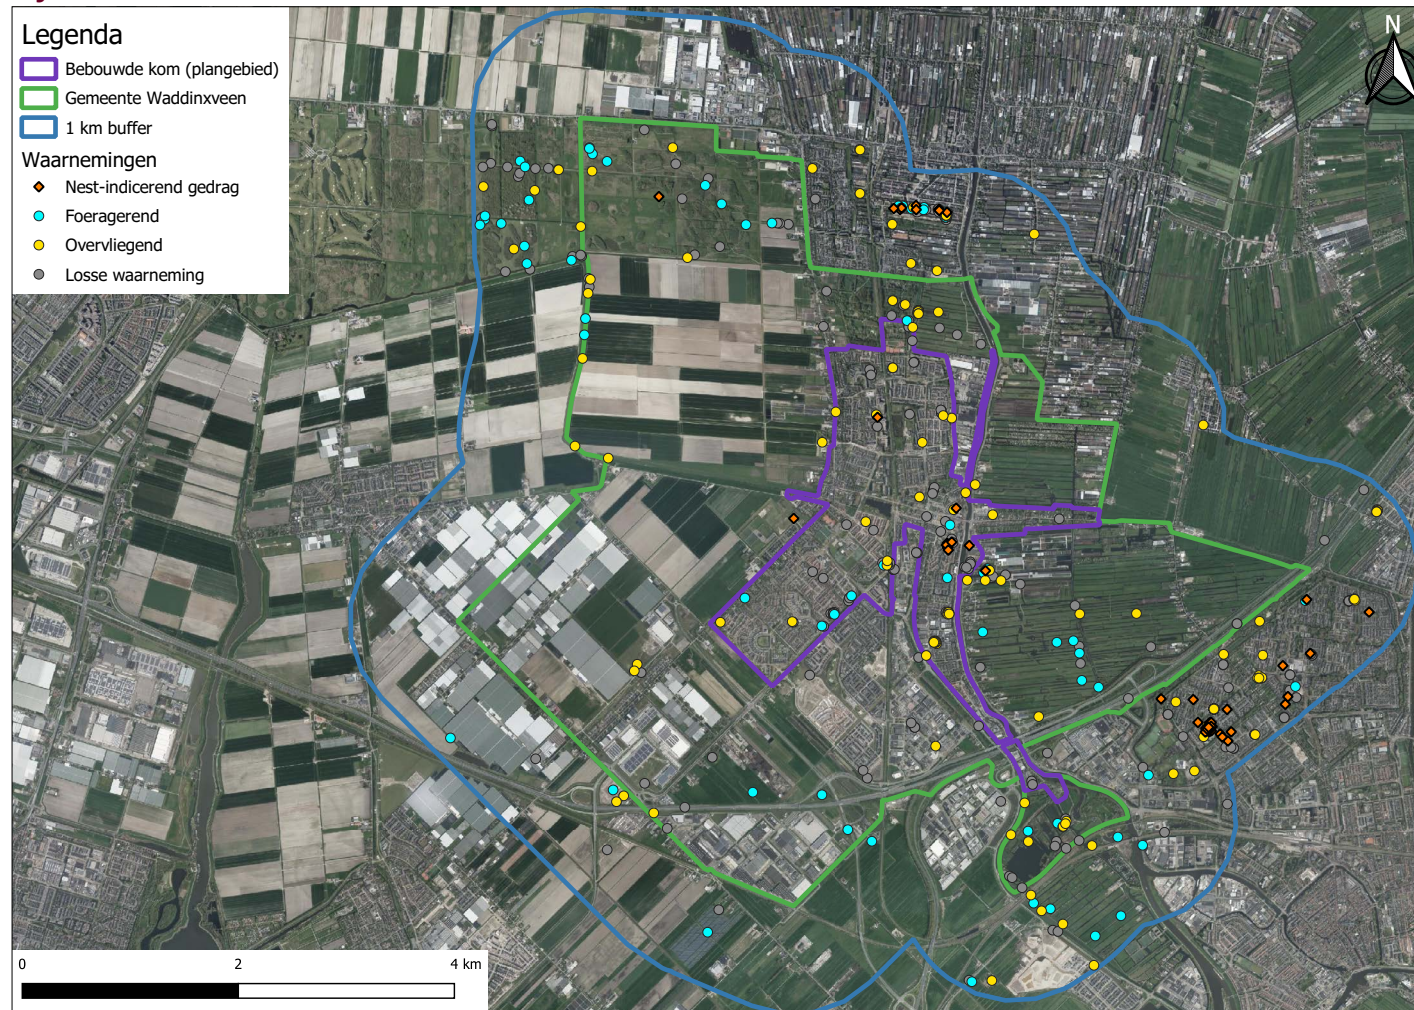 Legenda
Bebouwde kom (plangebied)
Gemeente Waddinxveen
1 km buffer
Waarnemingen
Nest-indicerend gedrag
Foeragerend
Overvliegend
Losse waarneming
N
0 2 4 km